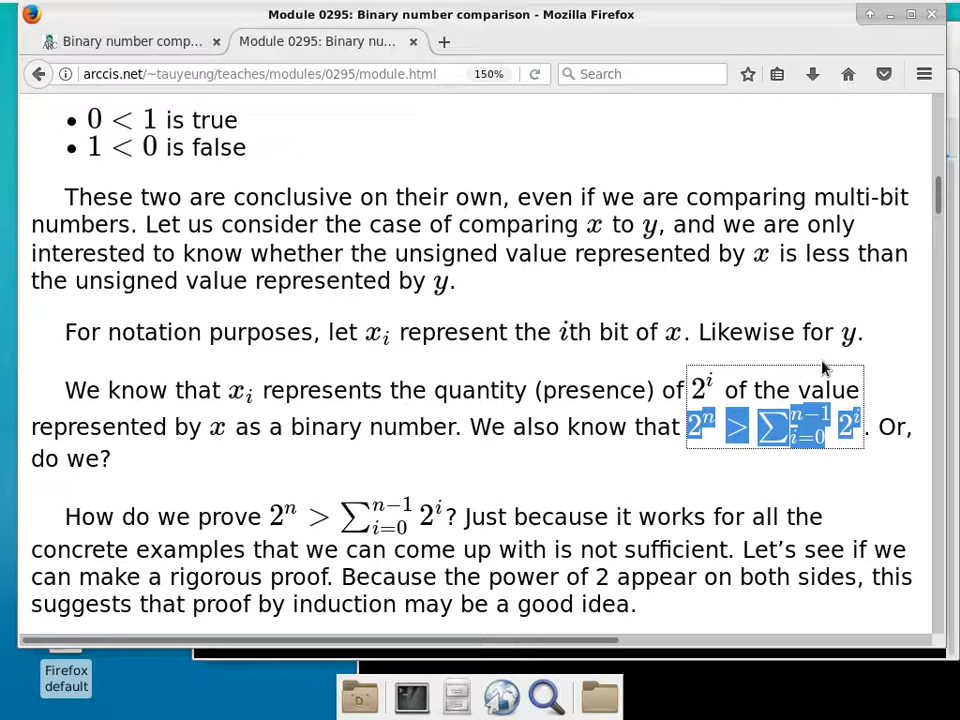 Module 0295: Binary number comparison - Mozilla Firefox
Binary number comp... × Module 0295: Binary nu... × +
arccis.net/~tauyeung/teaches/modules/0295/module.html 150% Search
• 0 < 1 is true
• 1 < 0 is false
These two are conclusive on their own, even if we are comparing multi-bit
numbers. Let us consider the case of comparing x to y, and we are only
interested to know whether the unsigned value represented by x is less than
the unsigned value represented by y.
For notation purposes, let xᵢ represent the ith bit of x. Likewise for y.
We know that xᵢ represents the quantity (presence) of 2ⁱ of the value
represented by x as a binary number. We also know that 2ⁿ > ∑_{i=0}^{n−1} 2ⁱ. Or,
do we?
How do we prove 2ⁿ > ∑_{i=0}^{n−1} 2ⁱ? Just because it works for all the
concrete examples that we can come up with is not sufficient. Let’s see if we
can make a rigorous proof. Because the power of 2 appear on both sides, this
suggests that proof by induction may be a good idea.
Firefox
default